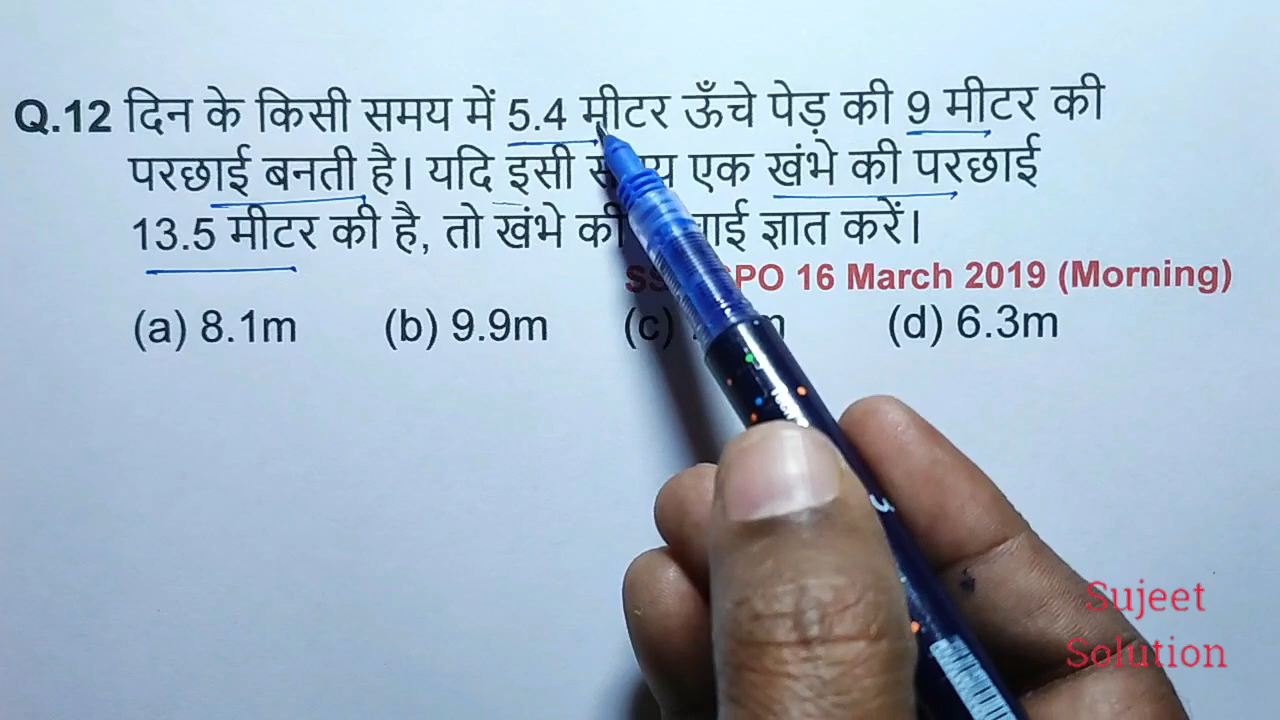 Q.12 दिन के किसी समय में 5.4 मीटर ऊँचे पेड़ की 9 मीटर की
परछाई बनती है। यदि इसी एक खंभे की परछाई
13.5 मीटर की है, तो खंभे की ज्ञात करें।
16 March 2019 (Morning)
(a) 8.1m (b) 9.9m (c) (d) 6.3m
Sujeet
Solution